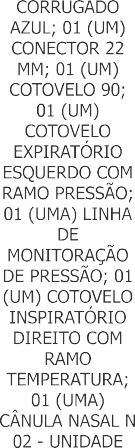 CORRUGADO
AZUL; 01 (UM)
CONECTOR 22
MM; 01 (UM)
COTOVELO 90;
01 (UM)
COTOVELO
EXPIRATÓRIO
ESQUERDO COM
RAMO PRESSÃO;
01 (UMA) LINHA
DE
MONITORAÇÃO
DE PRESSÃO; 01
(UM) COTOVELO
INSPIRATÓRIO
DIREITO COM
RAMO
TEMPERATURA;
01 (UMA)
CÂNULA NASAL N
02 - UNIDADE